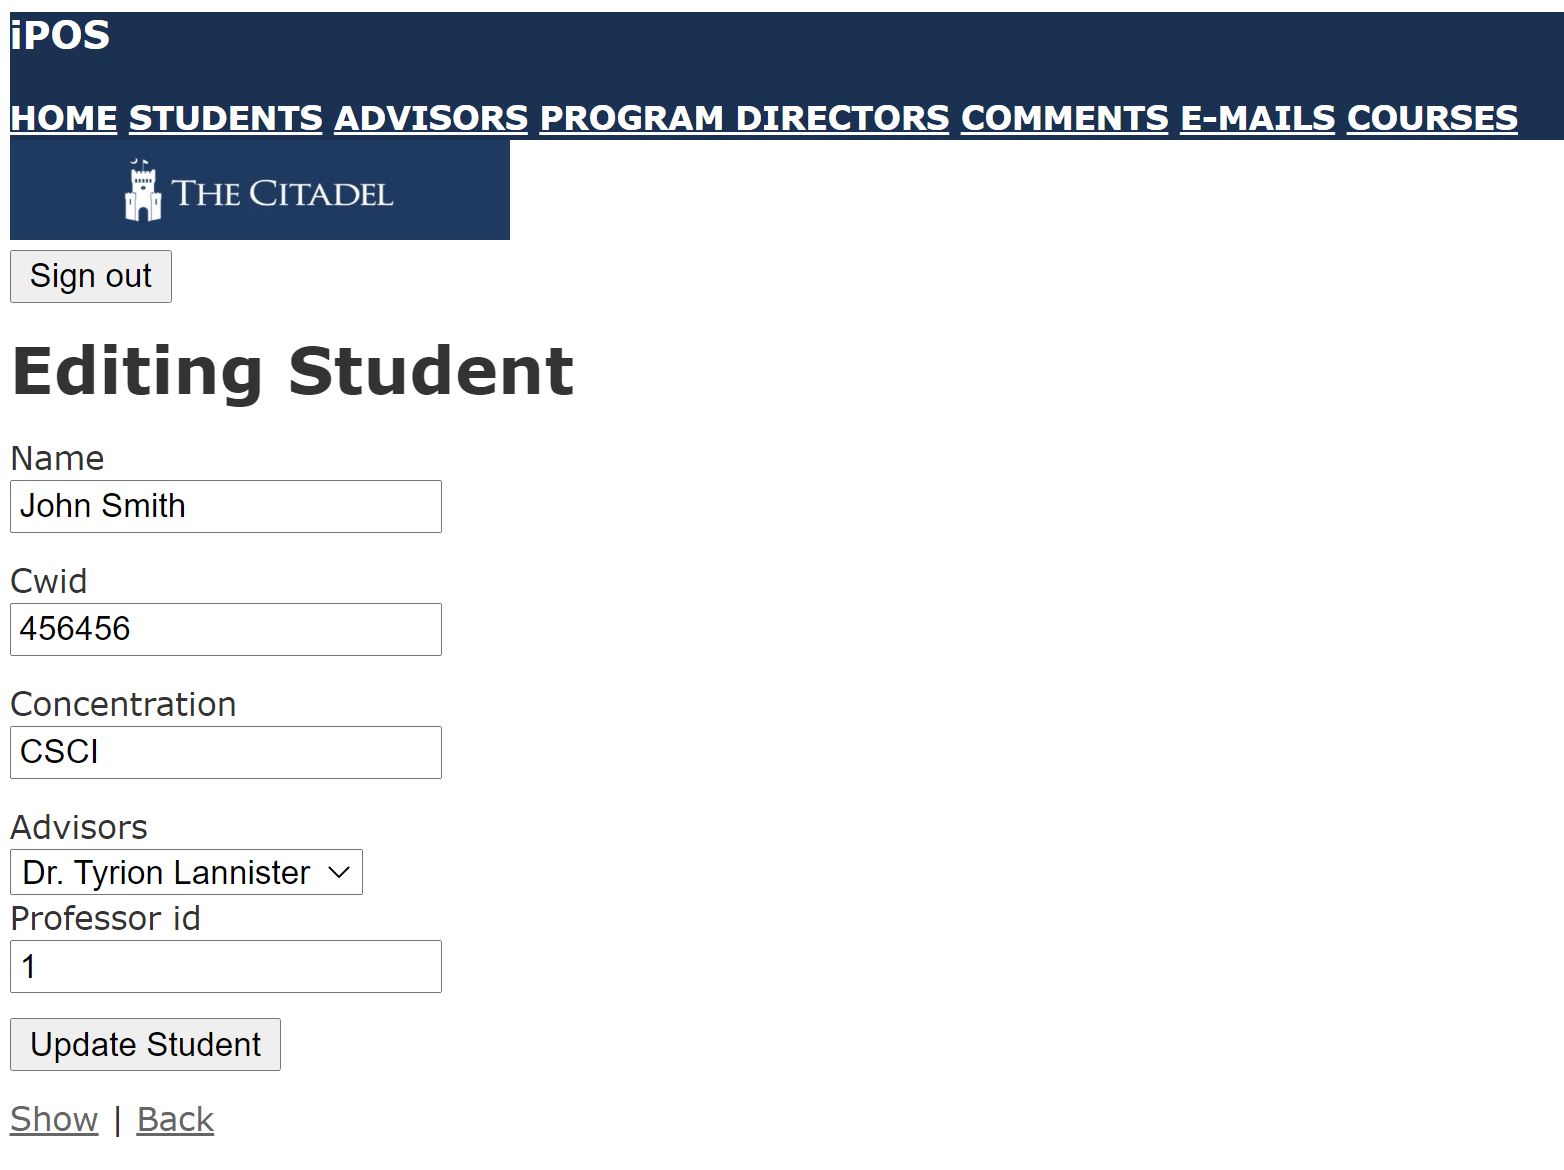 iPOS
HOME STUDENTS ADVISORS PROGRAM DIRECTORS COMMENTS E-MAILS COURSES
THE CITADEL
Sign out
Editing Student
Name
John Smith
Cwid
456456
Concentration
CSCI
Advisors
Dr. Tyrion Lannister
Professor id
1
Update Student
Show | Back